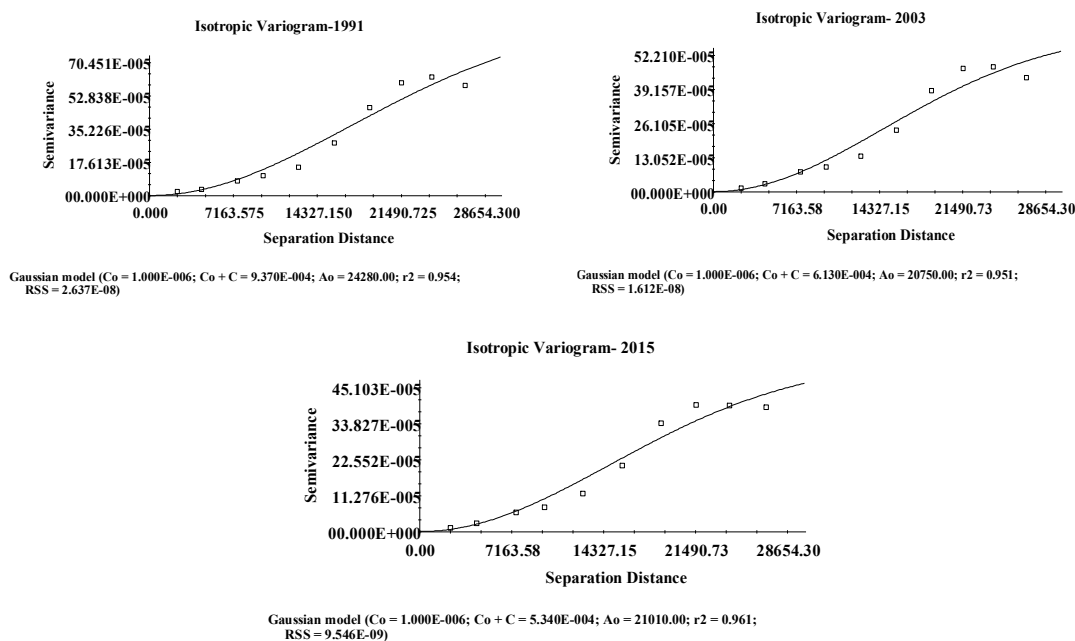 Isotropic Variogram-1991
70.451E-005
52.838E-005
35.226E-005
17.613E-005
00.000E+000
Semivariance
0.000 7163.575 14327.150 21490.725 28654.300
Separation Distance
Gaussian model (Co = 1.000E-006; Co + C = 9.370E-004; Ao = 24280.00; r2 = 0.954;
RSS = 2.637E-08)
Isotropic Variogram- 2003
52.210E-005
39.157E-005
26.105E-005
13.052E-005
00.000E+000
Semivariance
0.00 7163.58 14327.15 21490.73 28654.30
Separation Distance
Gaussian model (Co = 1.000E-006; Co + C = 6.130E-004; Ao = 20750.00; r2 = 0.951;
RSS = 1.612E-08)
Isotropic Variogram- 2015
45.103E-005
33.827E-005
22.552E-005
11.276E-005
00.000E+000
Semivariance
0.00 7163.58 14327.15 21490.73 28654.30
Separation Distance
Gaussian model (Co = 1.000E-006; Co + C = 5.340E-004; Ao = 21010.00; r2 = 0.961;
RSS = 9.546E-09)